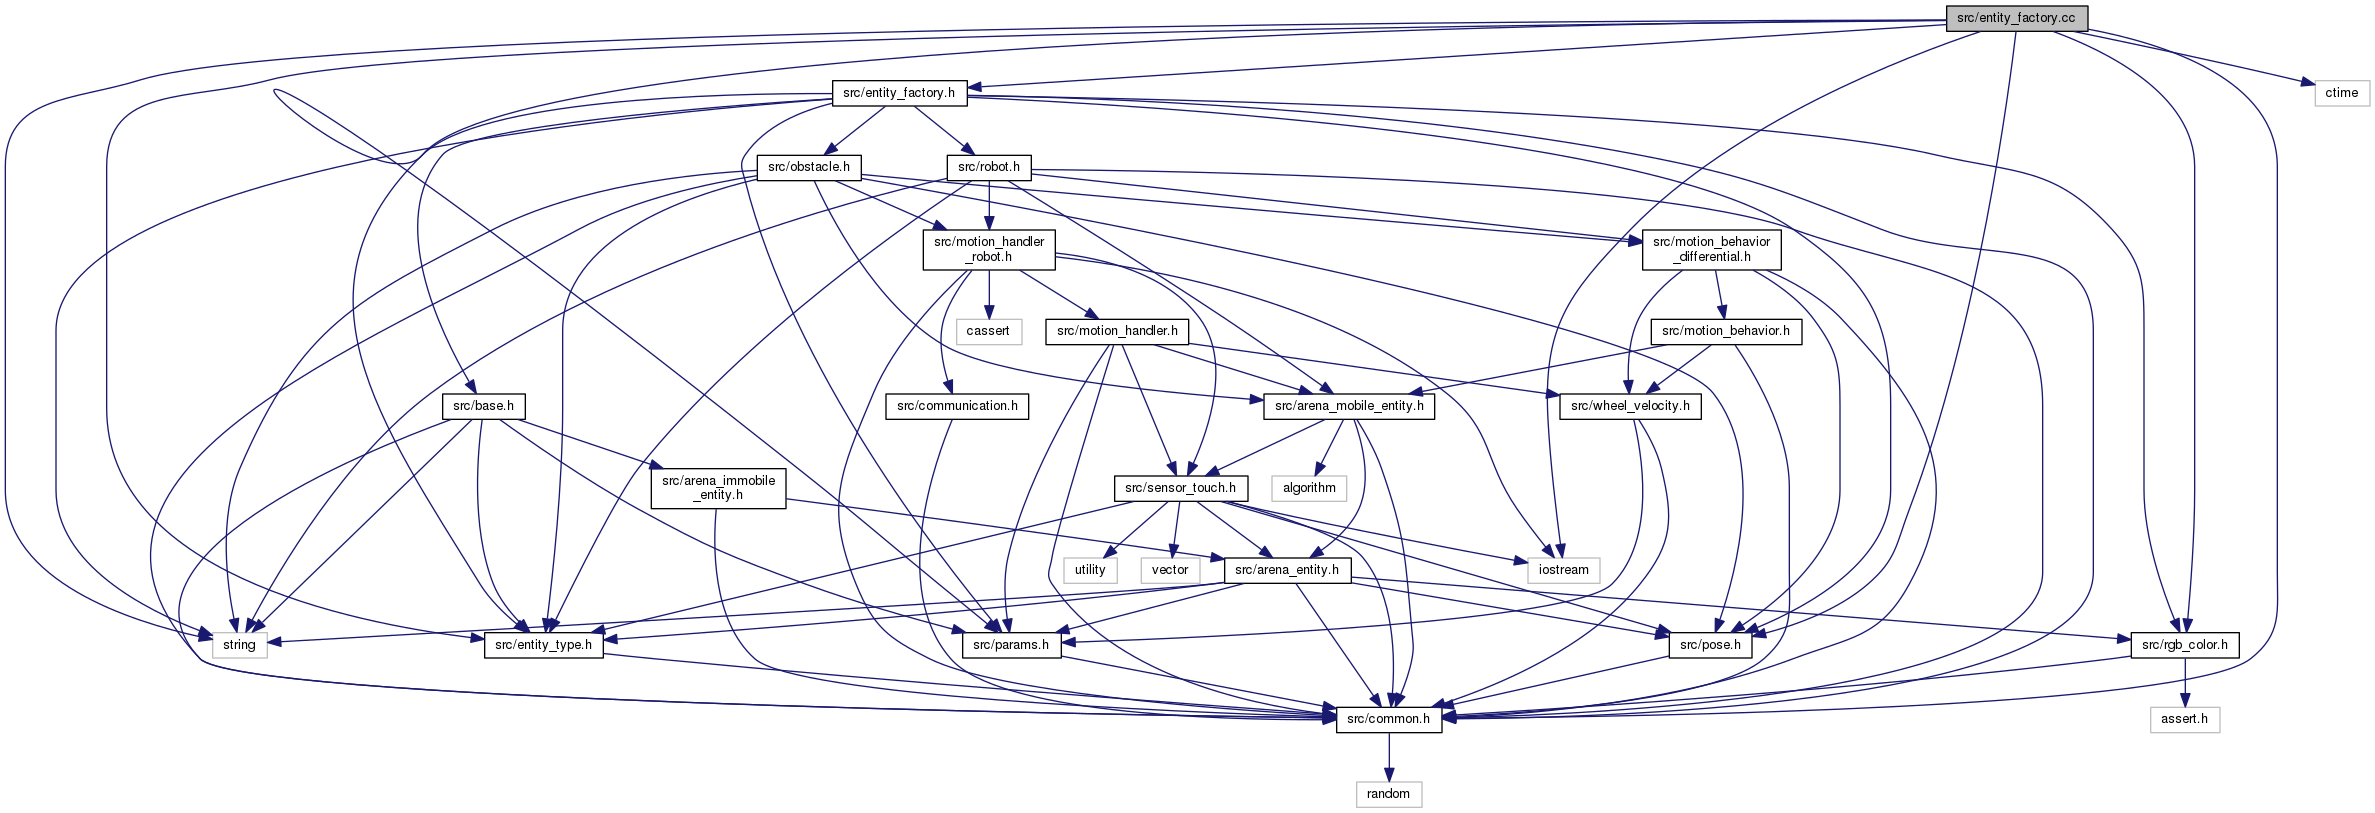 src/entity_factory.cc
src/entity_factory.h
ctime
src/obstacle.h
src/robot.h
src/motion_handler
_robot.h
src/motion_behavior
_differential.h
cassert
src/motion_handler.h
src/motion_behavior.h
src/base.h
src/communication.h
src/arena_mobile_entity.h
src/wheel_velocity.h
src/arena_immobile
_entity.h
src/sensor_touch.h
algorithm
utility
vector
src/arena_entity.h
iostream
string
src/entity_type.h
src/params.h
src/pose.h
src/rgb_color.h
src/common.h
assert.h
random